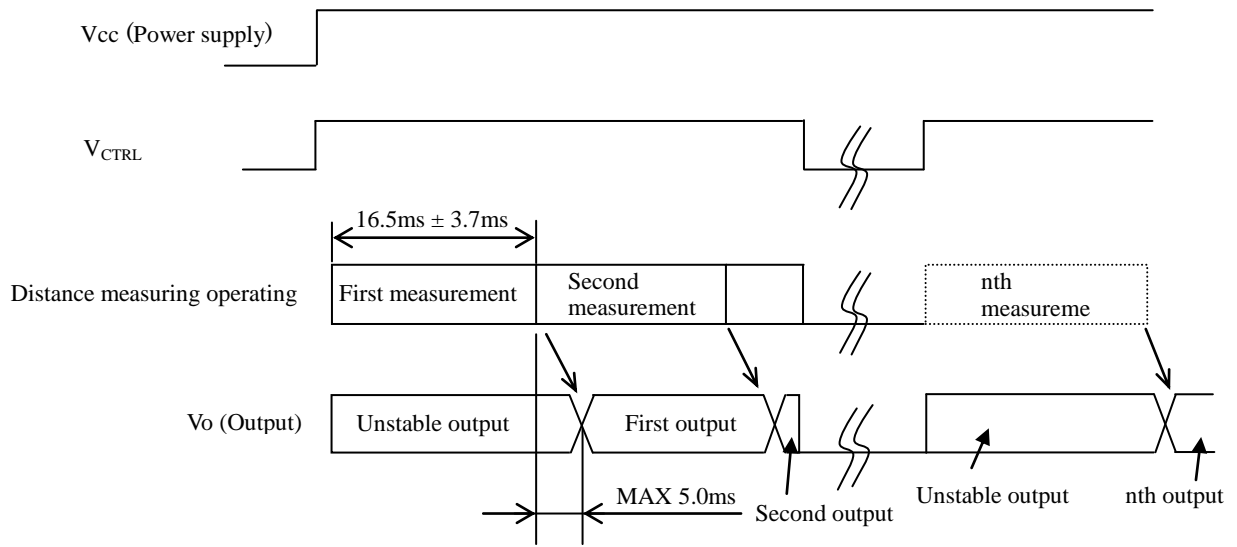 Vcc (Power supply)
VCTRL
16.5ms ± 3.7ms
Distance measuring operating
First measurement
Second
measurement
nth
measureme
Vo (Output)
Unstable output
First output
MAX 5.0ms
Second output
Unstable output
nth output